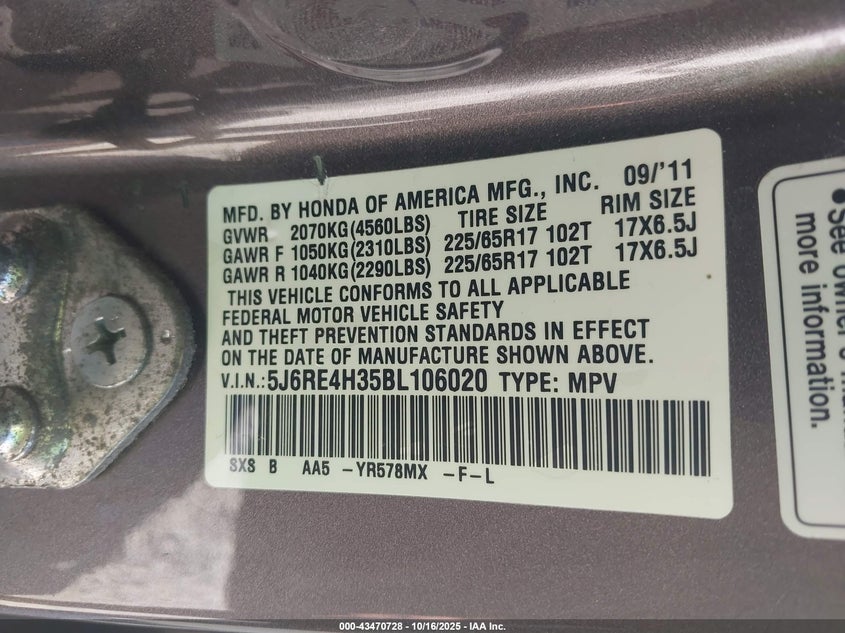 MFD. BY HONDA OF AMERICA MFG., INC. 09/'11
GVWR 2070KG(4560LBS) TIRE SIZE RIM SIZE
GAWR F 1050KG(2310LBS) 225/65R17 102T 17X6.5J
GAWR R 1040KG(2290LBS) 225/65R17 102T 17X6.5J
THIS VEHICLE CONFORMS TO ALL APPLICABLE
FEDERAL MOTOR VEHICLE SAFETY
AND THEFT PREVENTION STANDARDS IN EFFECT
ON THE DATE OF MANUFACTURE SHOWN ABOVE.
V.I.N.:5J6RE4H35BL106020 TYPE: MPV
SXS B AA5 -YR578MX -F-L
•See owner's
more information.
000-43470728 - 10/16/2025 - IAA Inc.